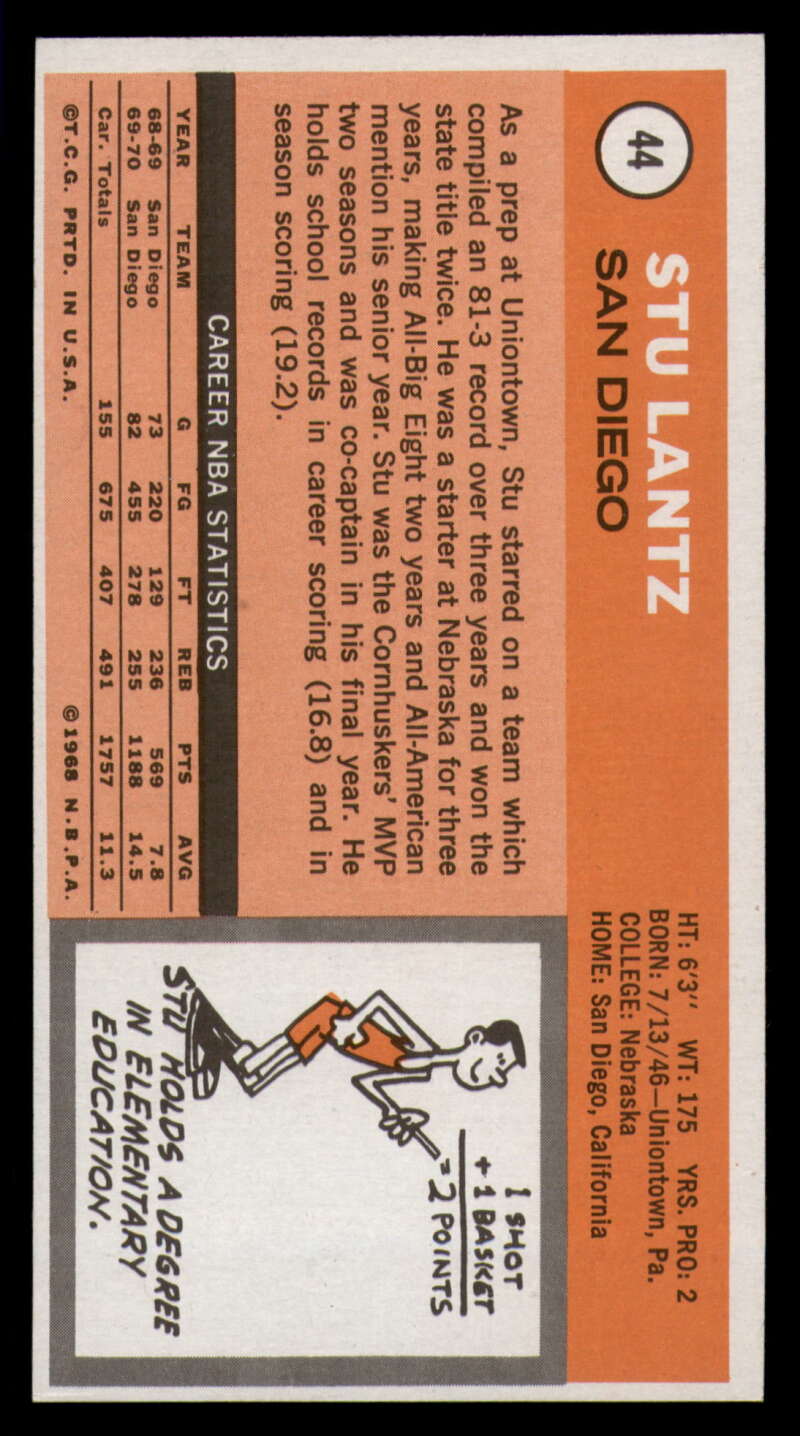 44
STU LANTZ
SAN DIEGO
HT: 6'3'' WT: 175 YRS. PRO: 2
BORN: 7/13/46—Uniontown, Pa.
COLLEGE: Nebraska
HOME: San Diego, California
As a prep at Uniontown, Stu starred on a team which
compiled an 81-3 record over three years and won the
state title twice. He was a starter at Nebraska for three
years, making All-Big Eight two years and All-American
mention his senior year. Stu was the Cornhuskers' MVP
two seasons and was co-captain in his final year. He
holds school records in career scoring (16.8) and in
season scoring (19.2).
CAREER NBA STATISTICS
YEAR TEAM G FG FT REB PTS AVG
68-69 San Diego 73 220 129 236 569 7.8
69-70 San Diego 82 455 278 255 1188 14.5
Car. Totals 155 675 407 491 1757 11.3
©T.C.G. PRTD. IN U.S.A. ©1968 N.B.P.A.
1 SHOT
+ 1 BASKET
= 2 POINTS
STU HOLDS A DEGREE
IN ELEMENTARY
EDUCATION.